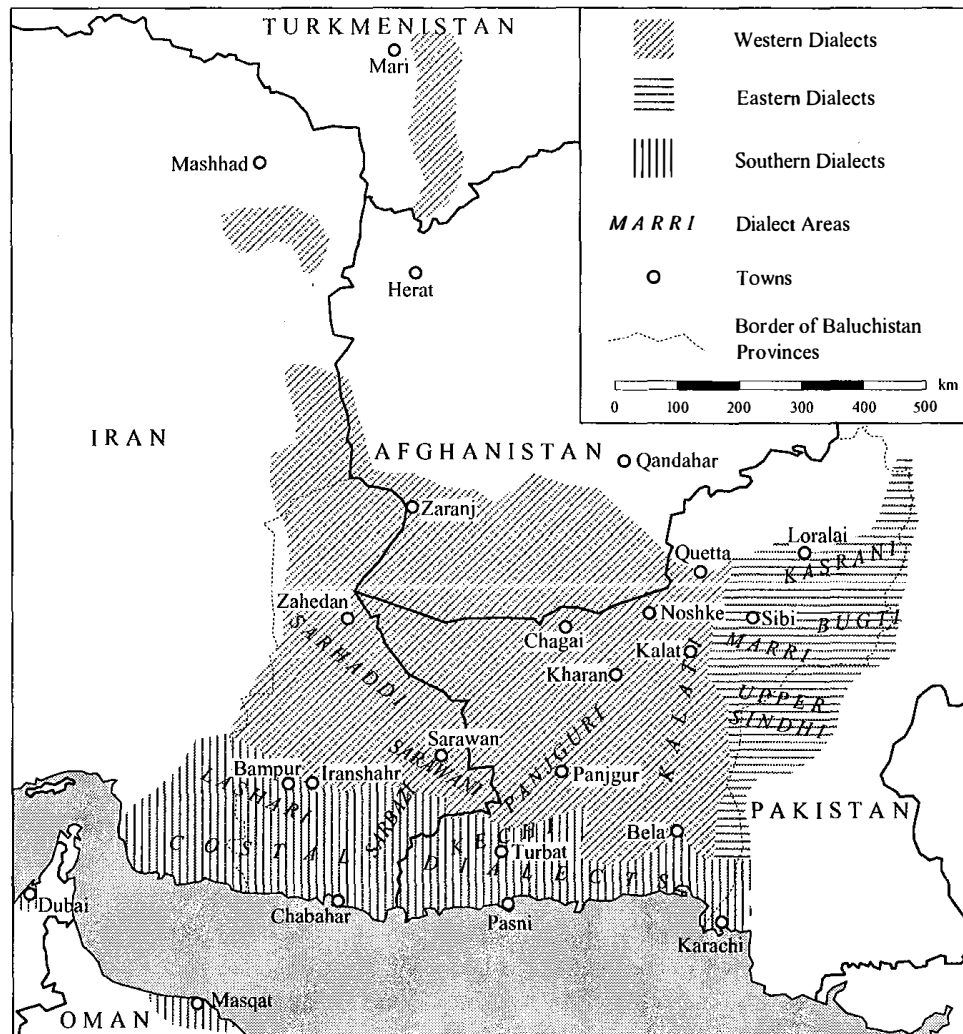 TURKMENISTAN
Mari
Mashhad
Herat
IRAN
AFGHANISTAN
Qandahar
Zaranj
Loralai
Quetta
KASRANI
Zahedan
Noshke
Sibi
BUGTI
SARHADDI
Chagai
Kalat
MARRI
Kharan
UPPER
SINDHI
KALATI
Sarawan
SARAWANI
PANJGURI
Panjgur
Bampur
Iranshahr
LASHARI
SARBAZI
PAKISTAN
Bela
KECHI
Turbat
COSTAL DIALECTS
Dubai
Chabahar
Pasni
Karachi
Masqat
OMAN
Western Dialects
Eastern Dialects
Southern Dialects
MARRI Dialect Areas
Towns
Border of Baluchistan
Provinces
km
0 100 200 300 400 500